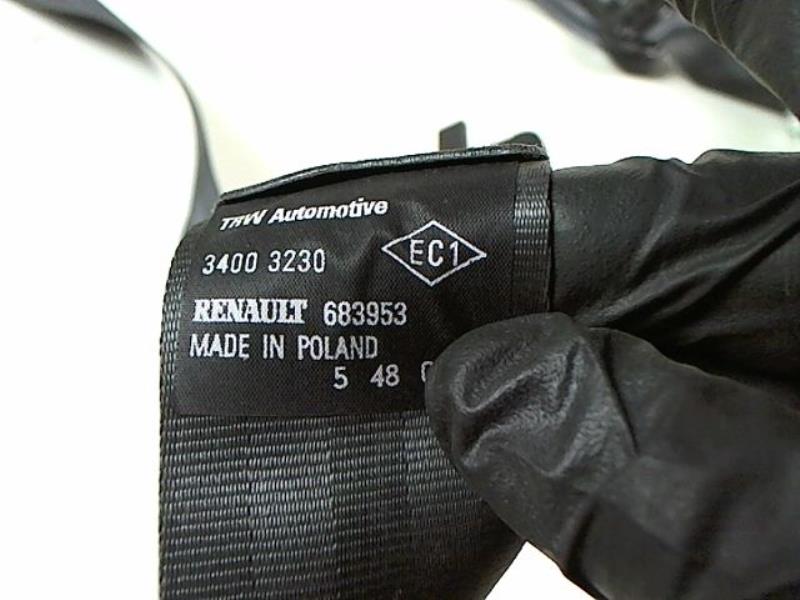 TRW Automotive
3400 3230
EC1
RENAULT 683953
MADE IN POLAND
5 48